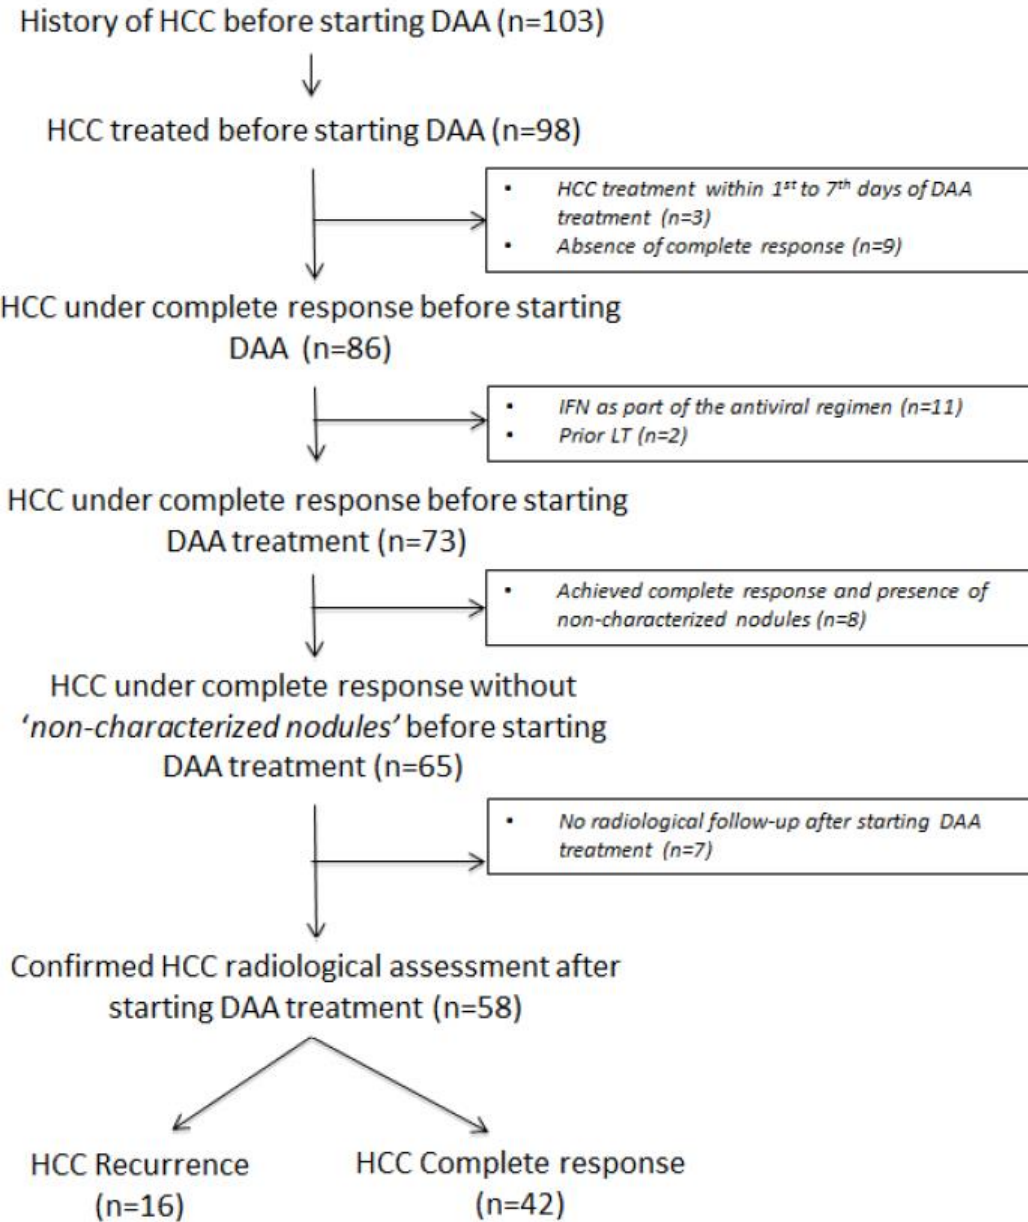 History of HCC before starting DAA (n=103)
HCC treated before starting DAA (n=98)
• HCC treatment within 1st to 7th days of DAA
treatment (n=3)
• Absence of complete response (n=9)
HCC under complete response before starting
DAA (n=86)
• IFN as part of the antiviral regimen (n=11)
• Prior LT (n=2)
HCC under complete response before starting
DAA treatment (n=73)
• Achieved complete response and presence of
non-characterized nodules (n=8)
HCC under complete response without
‘non-characterized nodules’ before starting
DAA treatment (n=65)
• No radiological follow-up after starting DAA
treatment (n=7)
Confirmed HCC radiological assessment after
starting DAA treatment (n=58)
HCC Recurrence
(n=16)
HCC Complete response
(n=42)